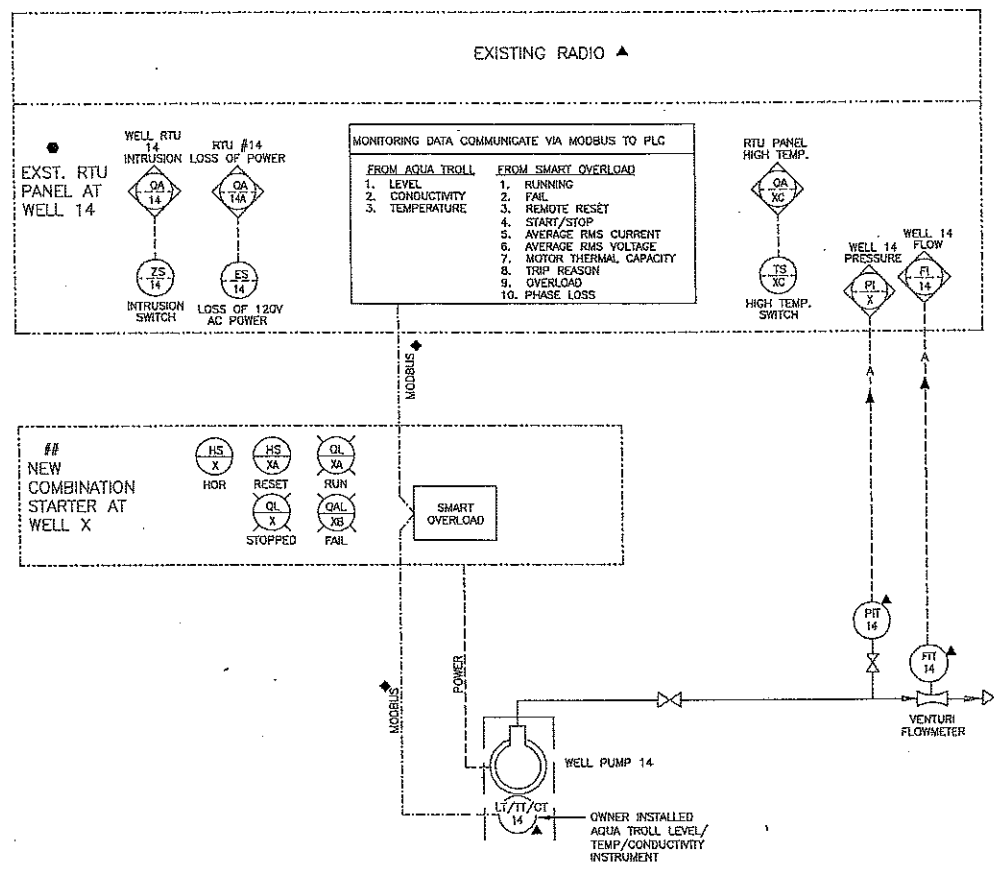 EXISTING RADIO
EXST. RTU
PANEL AT
WELL 14
WELL RTU
14
INTRUSION
QA
14
ZS
14
INTRUSION
SWITCH
RTU #14
LOSS OF POWER
QA
14A
ES
14
LOSS OF 120V
AC POWER
MONITORING DATA COMMUNICATE VIA MODBUS TO PLC
FROM AQUA TROLL
1. LEVEL
2. CONDUCTIVITY
3. TEMPERATURE
FROM SMART OVERLOAD
1. RUNNING
2. FAIL
3. REMOTE RESET
4. START/STOP
5. AVERAGE RMS CURRENT
6. AVERAGE RMS VOLTAGE
7. MOTOR THERMAL CAPACITY
8. TRIP REASON
9. OVERLOAD
10. PHASE LOSS
RTU PANEL
HIGH TEMP.
QA
XC
TS
XC
HIGH TEMP.
SWITCH
WELL 14
PRESSURE
PI
X
WELL 14
FLOW
FI
14
MODBUS
A
A
##
NEW
COMBINATION
STARTER AT
WELL X
HS
X
HOR
HS
XA
RESET
QL
XA
RUN
QL
X
STOPPED
QAL
XB
FAIL
SMART
OVERLOAD
PIT
14
FIT
14
POWER
MODBUS
VENTURI
FLOWMETER
WELL PUMP 14
LT/TT/CT
14
OWNER INSTALLED
AQUA TROLL LEVEL/
TEMP/CONDUCTIVITY
INSTRUMENT